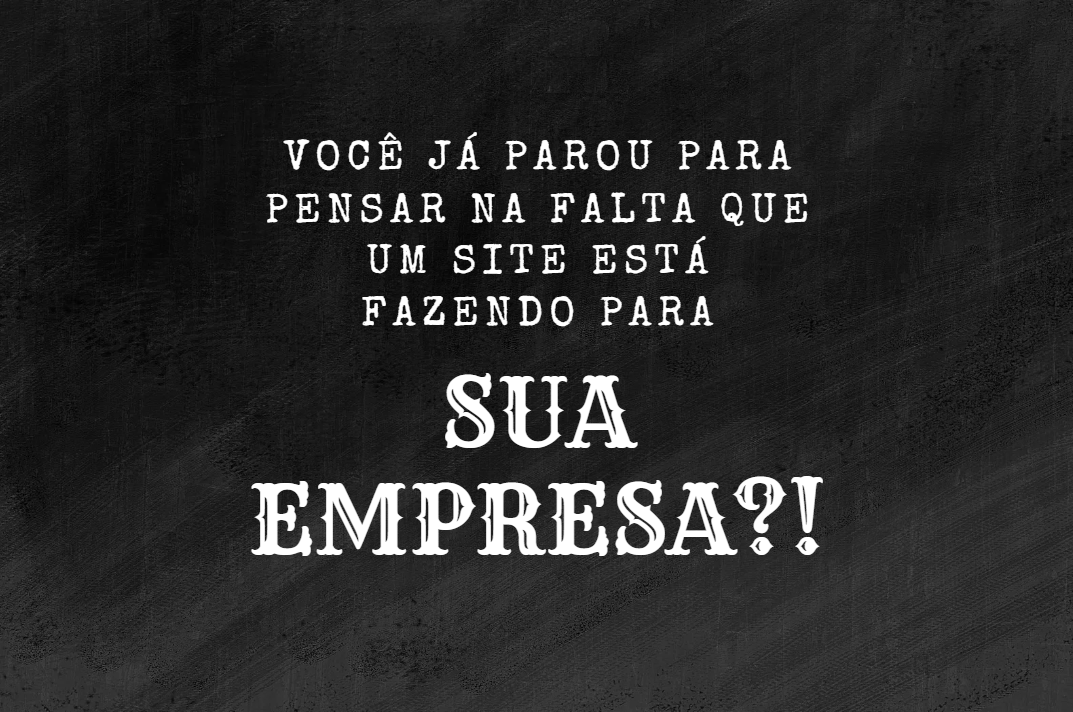 VOCÊ JÁ PAROU PARA
PENSAR NA FALTA QUE
UM SITE ESTÁ
FAZENDO PARA
SUA
EMPRESA?!